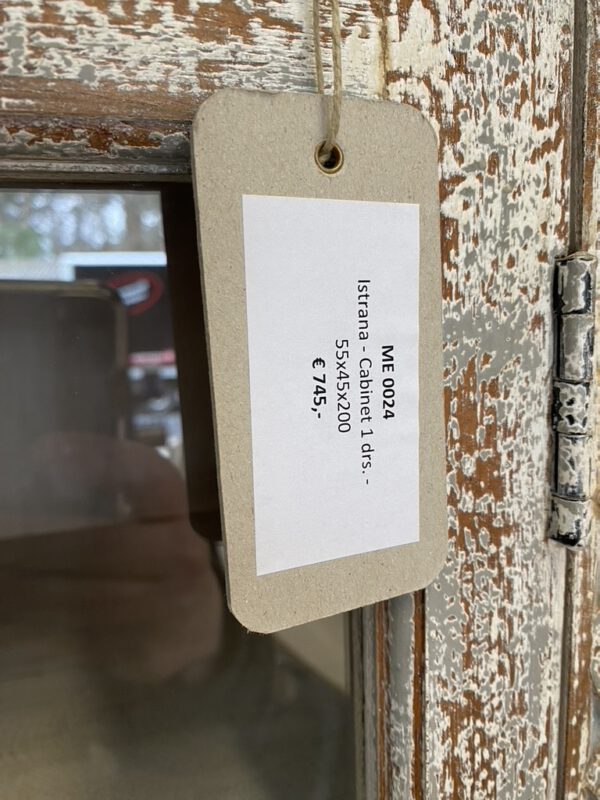 ME 0024
Istrana - Cabinet 1 drs. -
55x45x200
€ 745,-